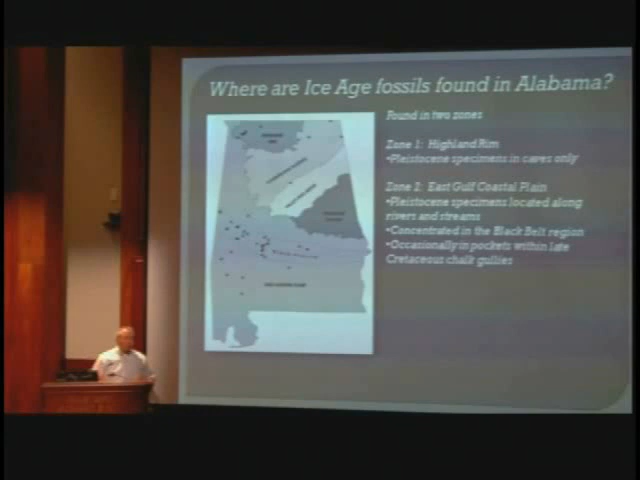 Where are Ice Age fossils found in Alabama?
Found in two zones
Zone 1: Highland Rim
•Pleistocene specimens in caves only
Zone 2: East Gulf Coastal Plain
•Pleistocene specimens located along
rivers and streams
•Concentrated in the Black Belt region
•Occasionally in pockets within late
Cretaceous chalk gullies